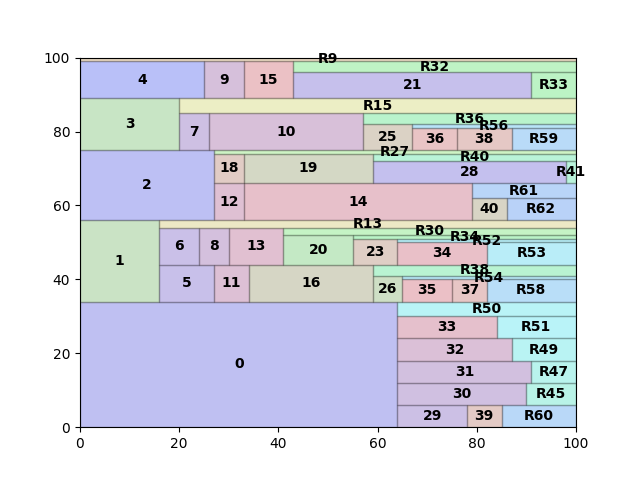 100
R9
R32
4 9 15 21 R33
R15
3 7 10 R36
25 R56
36 38 R59
80
R27
R40
18 19 28 R41
2
R61
12 14 40 R62
60
R13
R30
R34
R52
6 8 13 20 23 34 R53
1
R38
R54
5 11 16 26 35 37 R58
40
R50
33 R51
32 R49
20
0
31 R47
30 R45
29 39 R60
0
0 20 40 60 80 100